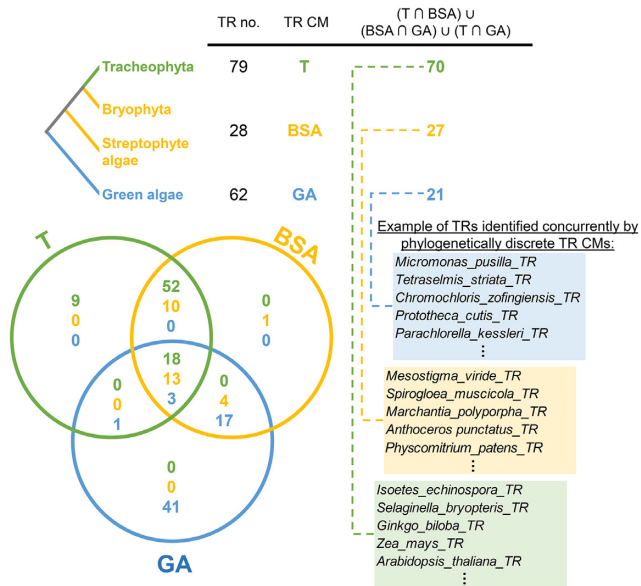 TR no. TR CM (T ∩ BSA) ∪
(BSA ∩ GA) ∪ (T ∩ GA)
Tracheophyta 79 T 70
Bryophyta
Streptophyte
algae
28 BSA 27
Green algae 62 GA 21
Example of TRs identified concurrently by
phylogenetically discrete TR CMs:
Micromonas_pusilla_TR
Tetraselmis_striata_TR
Chromochloris_zofingiensis_TR
Prototheca_cutis_TR
Parachlorella_kessleri_TR
⋮
Mesostigma_viride_TR
Spirogloea_muscicola_TR
Marchantia_polyporpha_TR
Anthoceros punctatus_TR
Physcomitrium_patens_TR
⋮
Isoetes_echinospora_TR
Selaginella_bryopteris_TR
Ginkgo_biloba_TR
Zea_mays_TR
Arabidopsis_thaliana_TR
⋮
T
BSA
9
0
0
52
10
0
0
1
0
18
13
3
0
0
1
0
4
17
0
0
41
GA